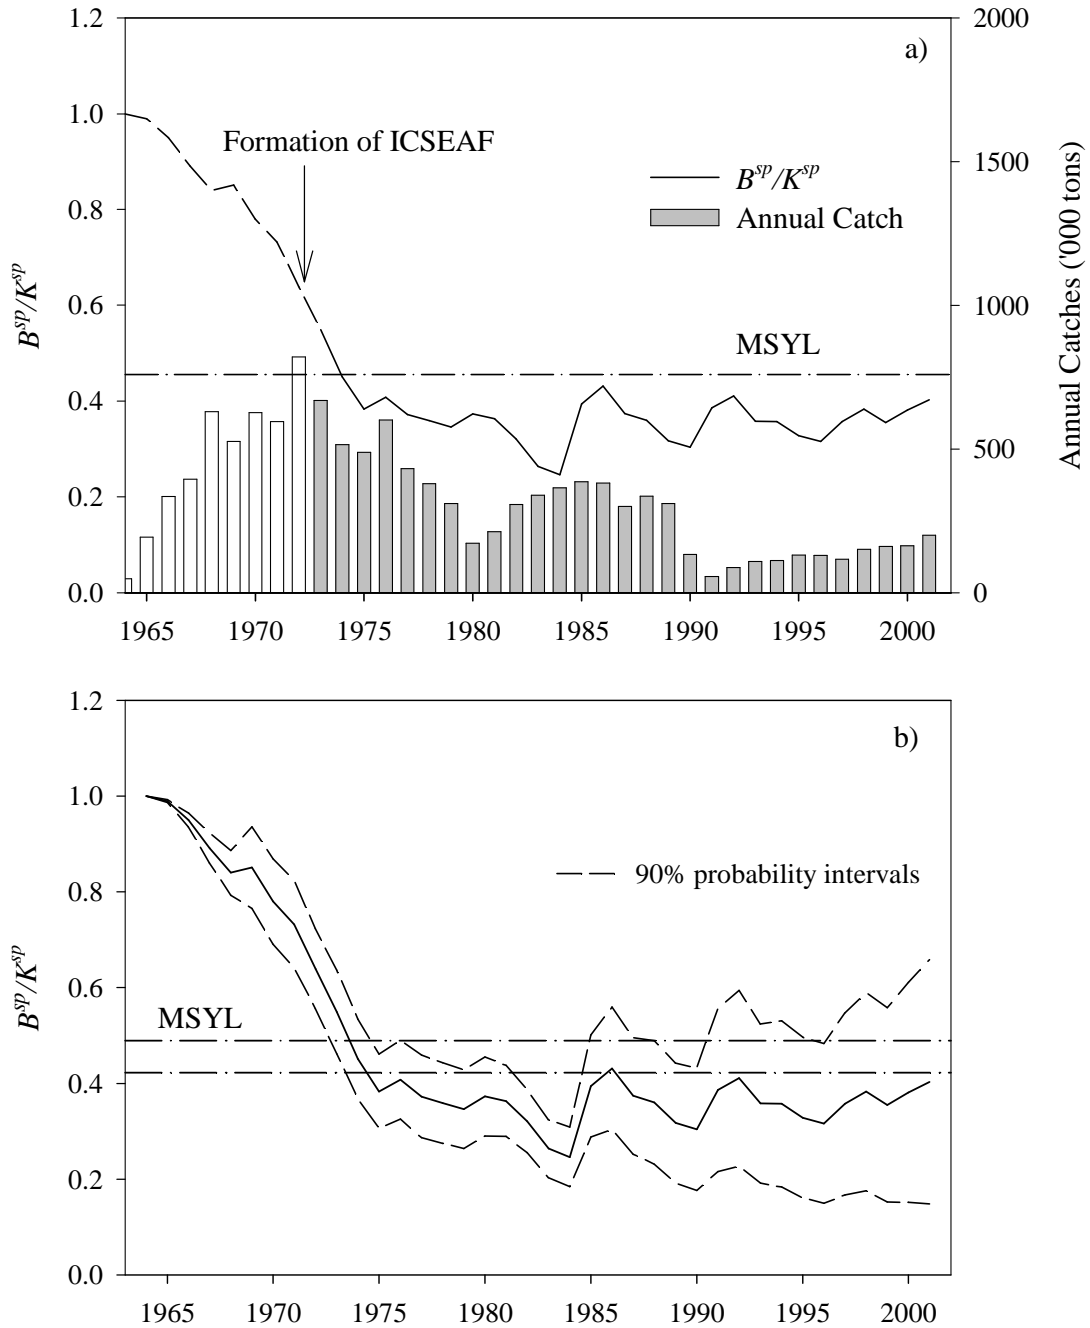 1.2
1.0
0.8
0.6
0.4
0.2
0.0
B^sp/K^sp
2000
1500
1000
500
0
Annual Catches ('000 tons)
a)
Formation of ICSEAF
B^sp/K^sp
Annual Catch
MSYL
1965 1970 1975 1980 1985 1990 1995 2000
1.2
1.0
0.8
0.6
0.4
0.2
0.0
B^sp/K^sp
b)
90% probability intervals
MSYL
1965 1970 1975 1980 1985 1990 1995 2000